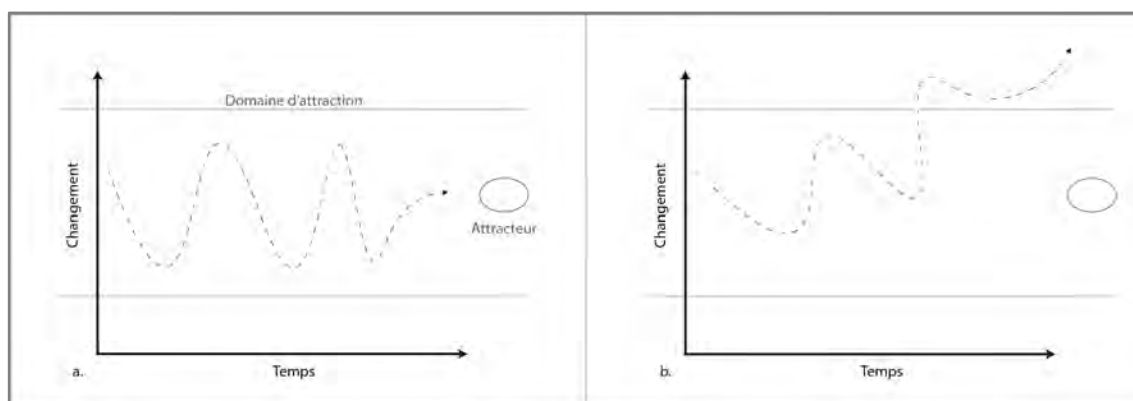 Domaine d'attraction
Changement
Attracteur
a.
Temps
Changement
b.
Temps